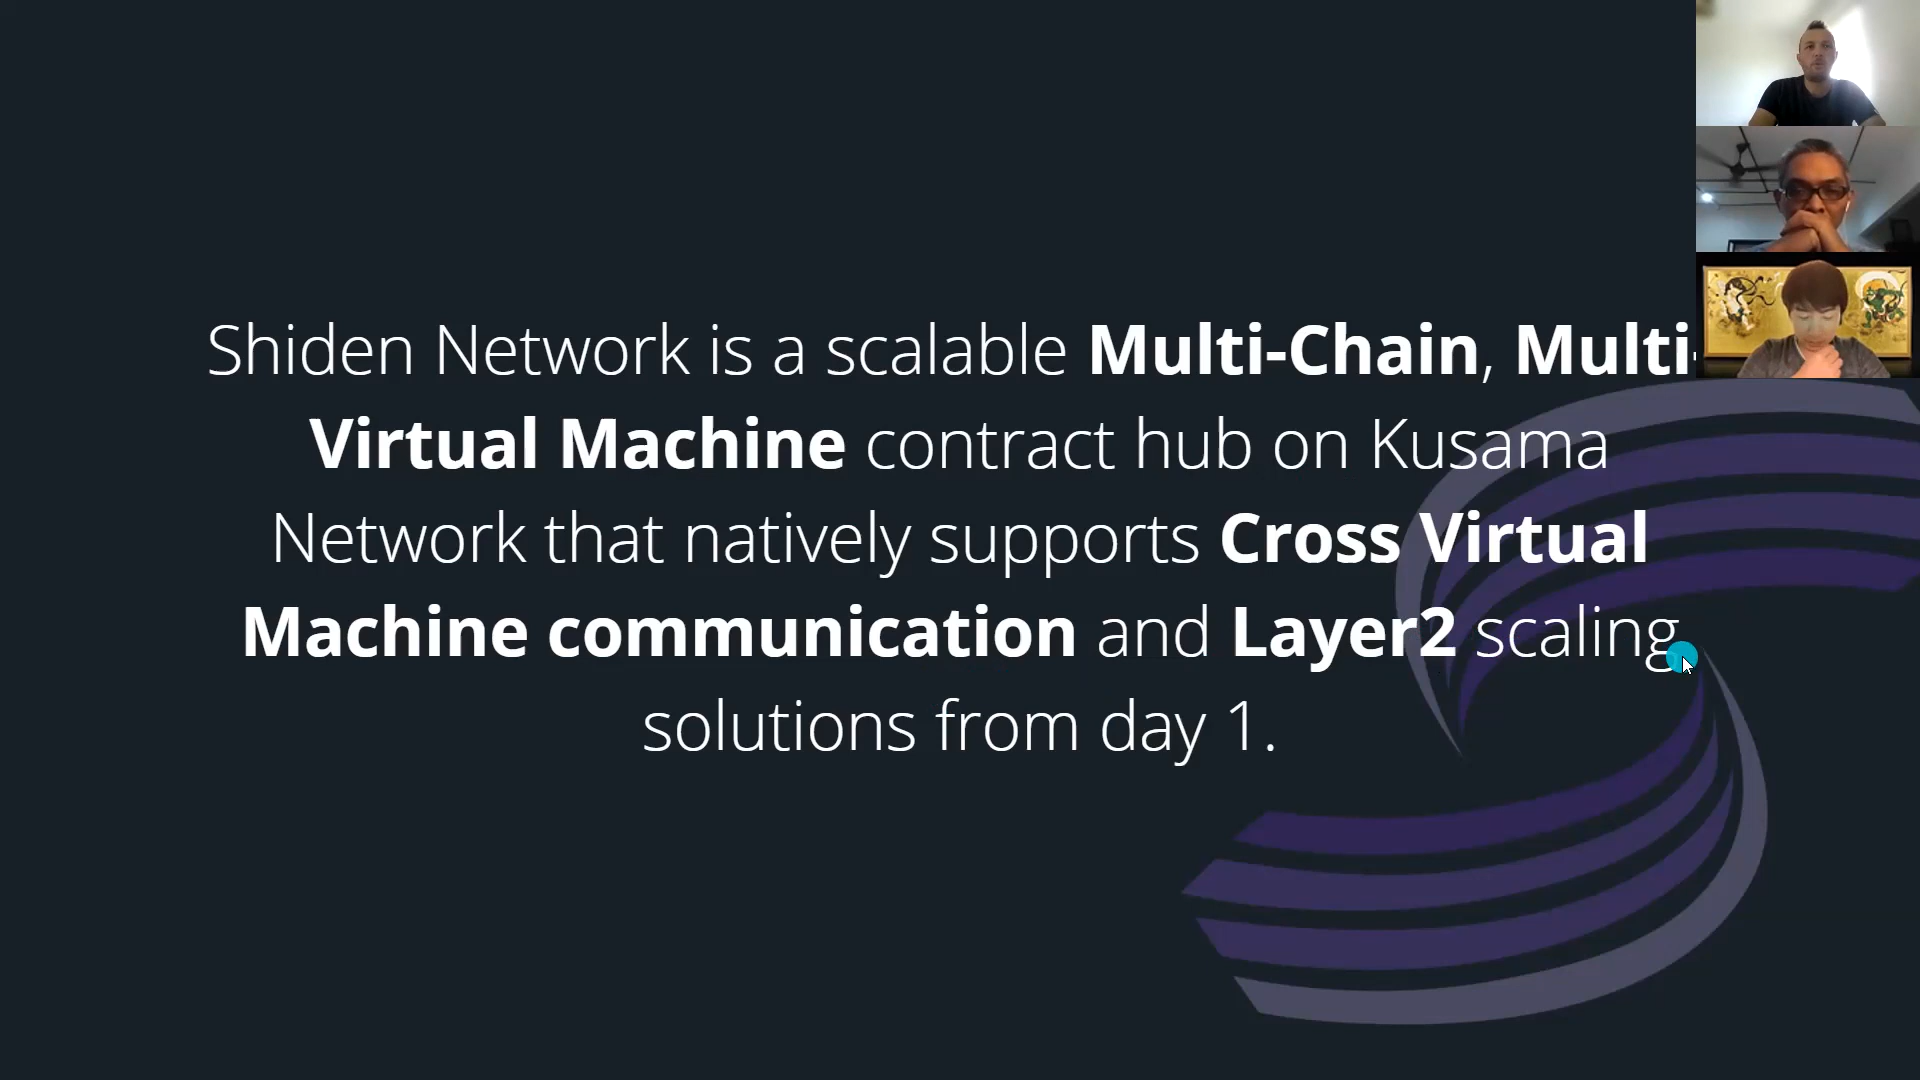 Shiden Network is a scalable Multi-Chain, Multi-
Virtual Machine contract hub on Kusama
Network that natively supports Cross Virtual
Machine communication and Layer2 scaling
solutions from day 1.